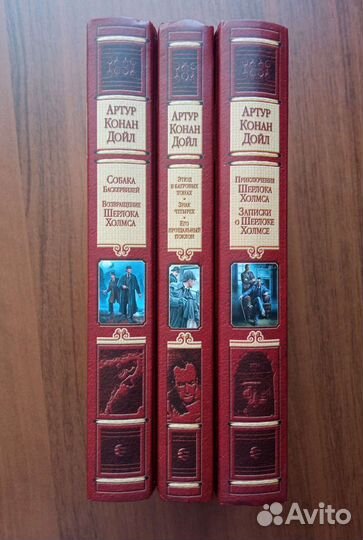 Артур
Конан
Дойл
Собака
Баскервилей
Возвращение
Шерлока
Холмса
Артур
Конан
Дойл
Этюд
в багровых
тонах
Знак
четырех
Его
прощальный
поклон
Артур
Конан
Дойл
Приключения
Шерлока
Холмса
Записки
о Шерлоке
Холмсе
Avito